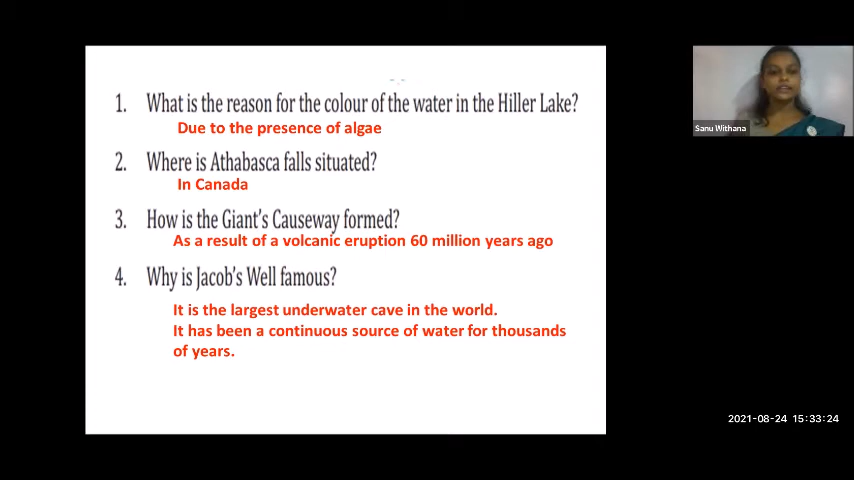 1. What is the reason for the colour of the water in the Hiller Lake?
Due to the presence of algae
2. Where is Athabasca falls situated?
In Canada
3. How is the Giant's Causeway formed?
As a result of a volcanic eruption 60 million years ago
4. Why is Jacob's Well famous?
It is the largest underwater cave in the world.
It has been a continuous source of water for thousands
of years.
Sanu Withana
2021-08-24 15:33:24